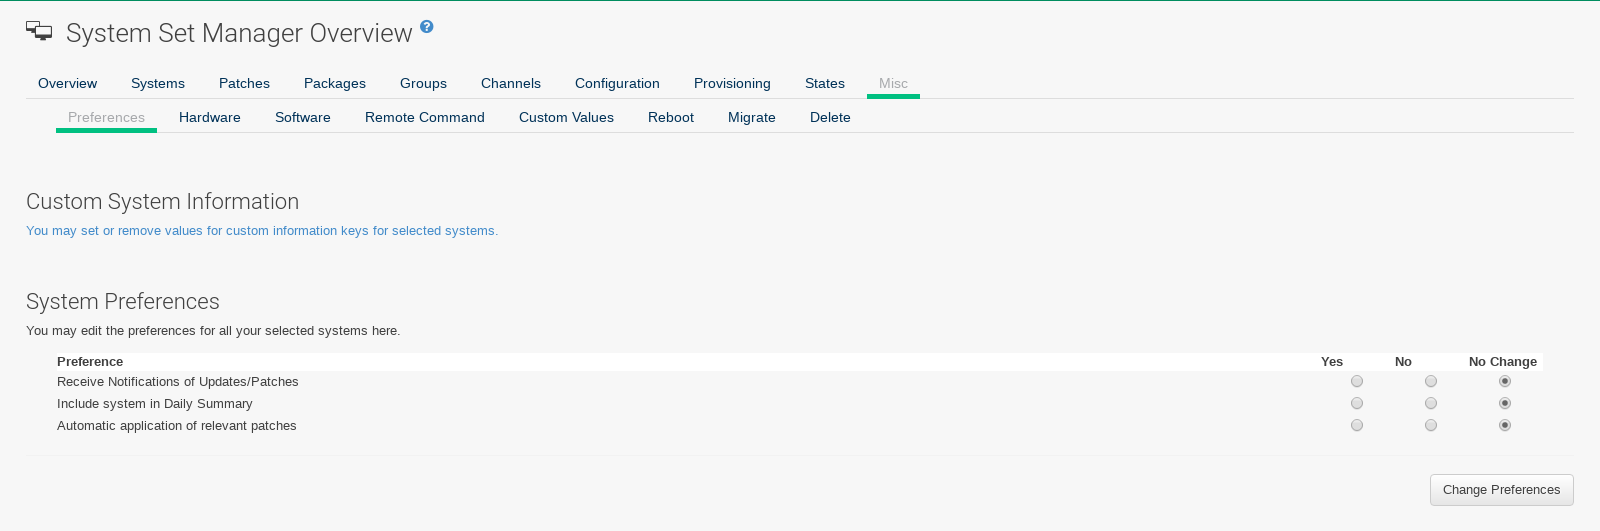 System Set Manager Overview ?
Overview Systems Patches Packages Groups Channels Configuration Provisioning States Misc
Preferences Hardware Software Remote Command Custom Values Reboot Migrate Delete
Custom System Information
You may set or remove values for custom information keys for selected systems.
System Preferences
You may edit the preferences for all your selected systems here.
Preference Yes No No Change
Receive Notifications of Updates/Patches
Include system in Daily Summary
Automatic application of relevant patches
Change Preferences